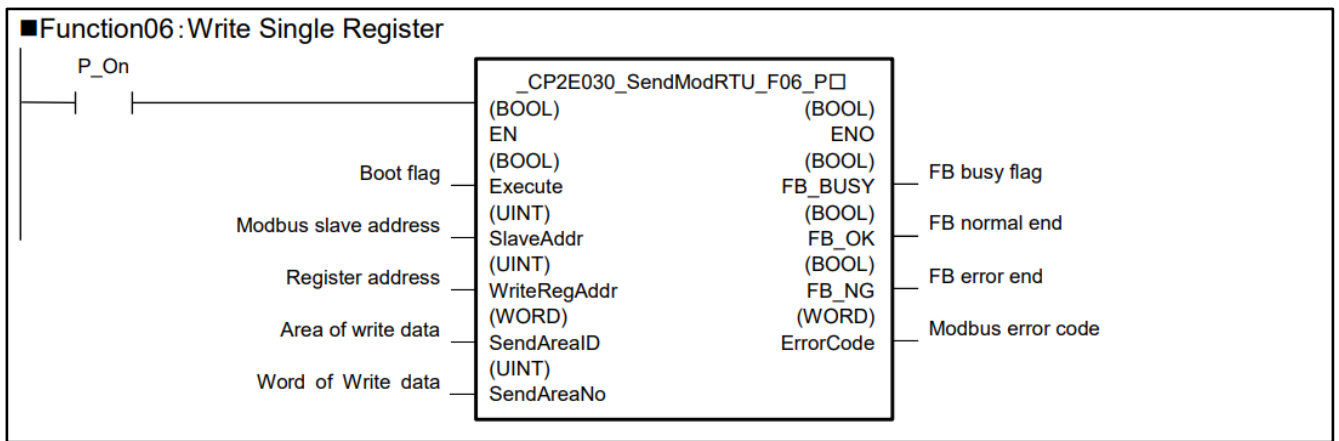 ■Function06:Write Single Register
P_On
_CP2E030_SendModRTU_F06_P□
(BOOL) (BOOL)
EN ENO
(BOOL) (BOOL)
Boot flag Execute FB_BUSY FB busy flag
(UINT) (BOOL)
Modbus slave address SlaveAddr FB_OK FB normal end
(UINT) (BOOL)
Register address WriteRegAddr FB_NG FB error end
(WORD) (WORD)
Area of write data SendAreaID ErrorCode Modbus error code
(UINT)
Word of Write data SendAreaNo